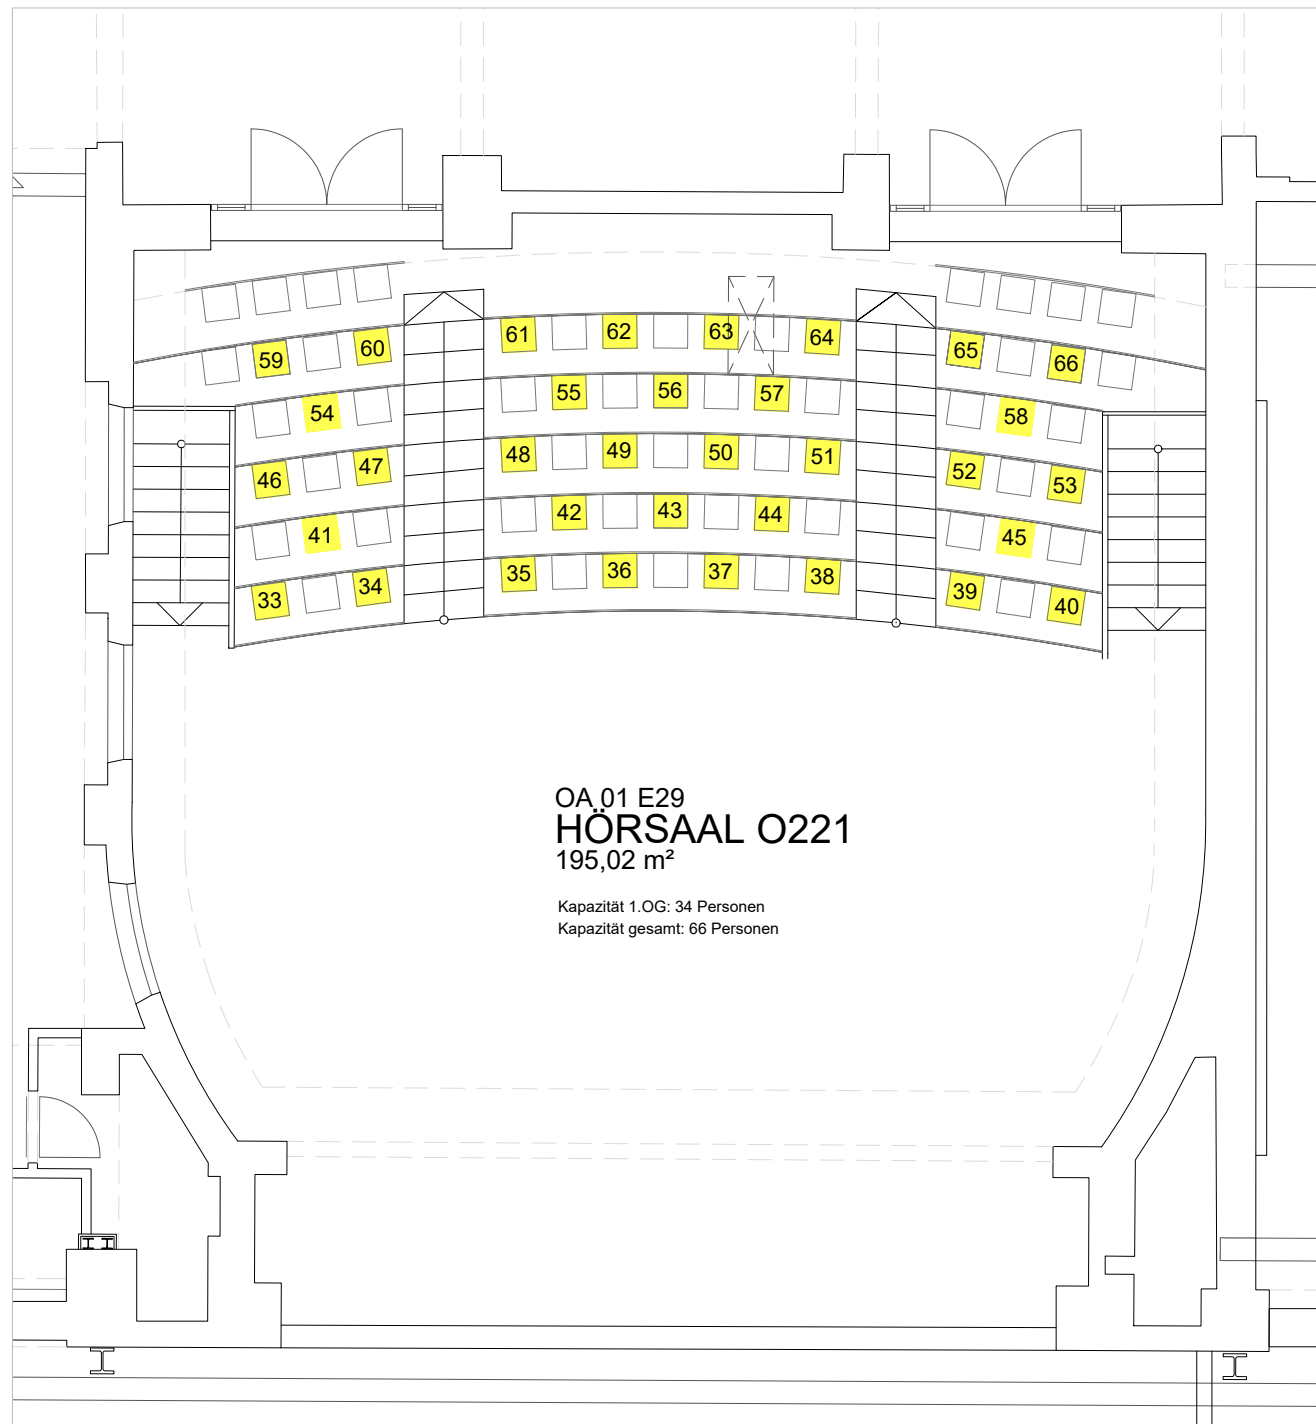 61 62 63 64
59 60 65 66
55 56 57
54 58
48 49 50 51
46 47 52 53
42 43 44
41 45
35 36 37 38
33 34 39 40
OA 01 E29
HÖRSAAL O221
195,02 m²
Kapazität 1.OG: 34 Personen
Kapazität gesamt: 66 Personen